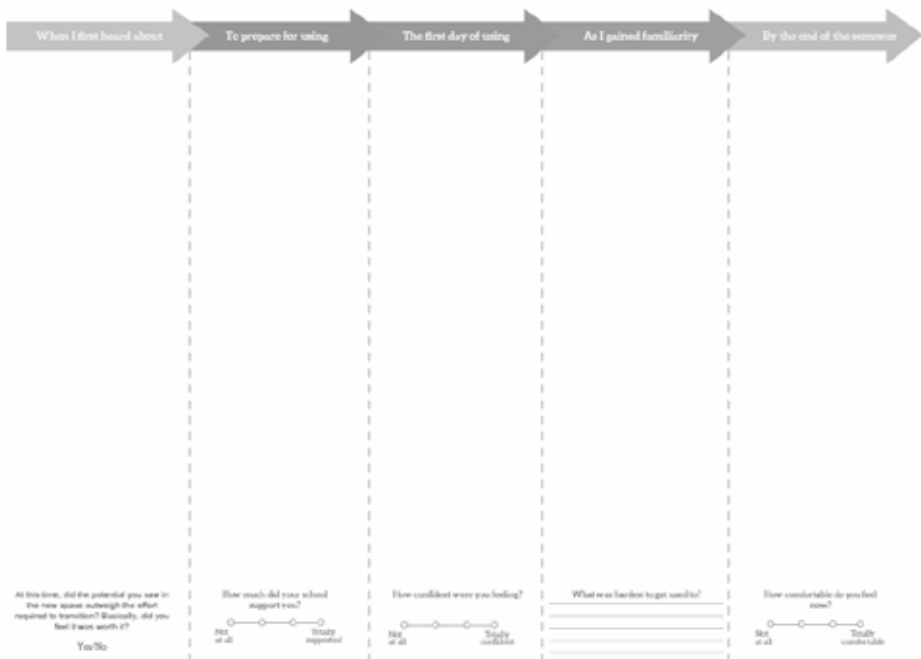 When I first heard about
To prepare for using
The first day of using
As I gained familiarity
By the end of the semester
At this time, did the potential you saw in
the new space outweigh the effort
required to transition? Basically, did you
feel it was worth it?
Yes/No
How much did your school
support you?
Not
at all
Totally
supported
How confident were you feeling?
Not
at all
Totally
confident
What was hardest to get used to?
How comfortable do you feel
now?
Not
at all
Totally
comfortable